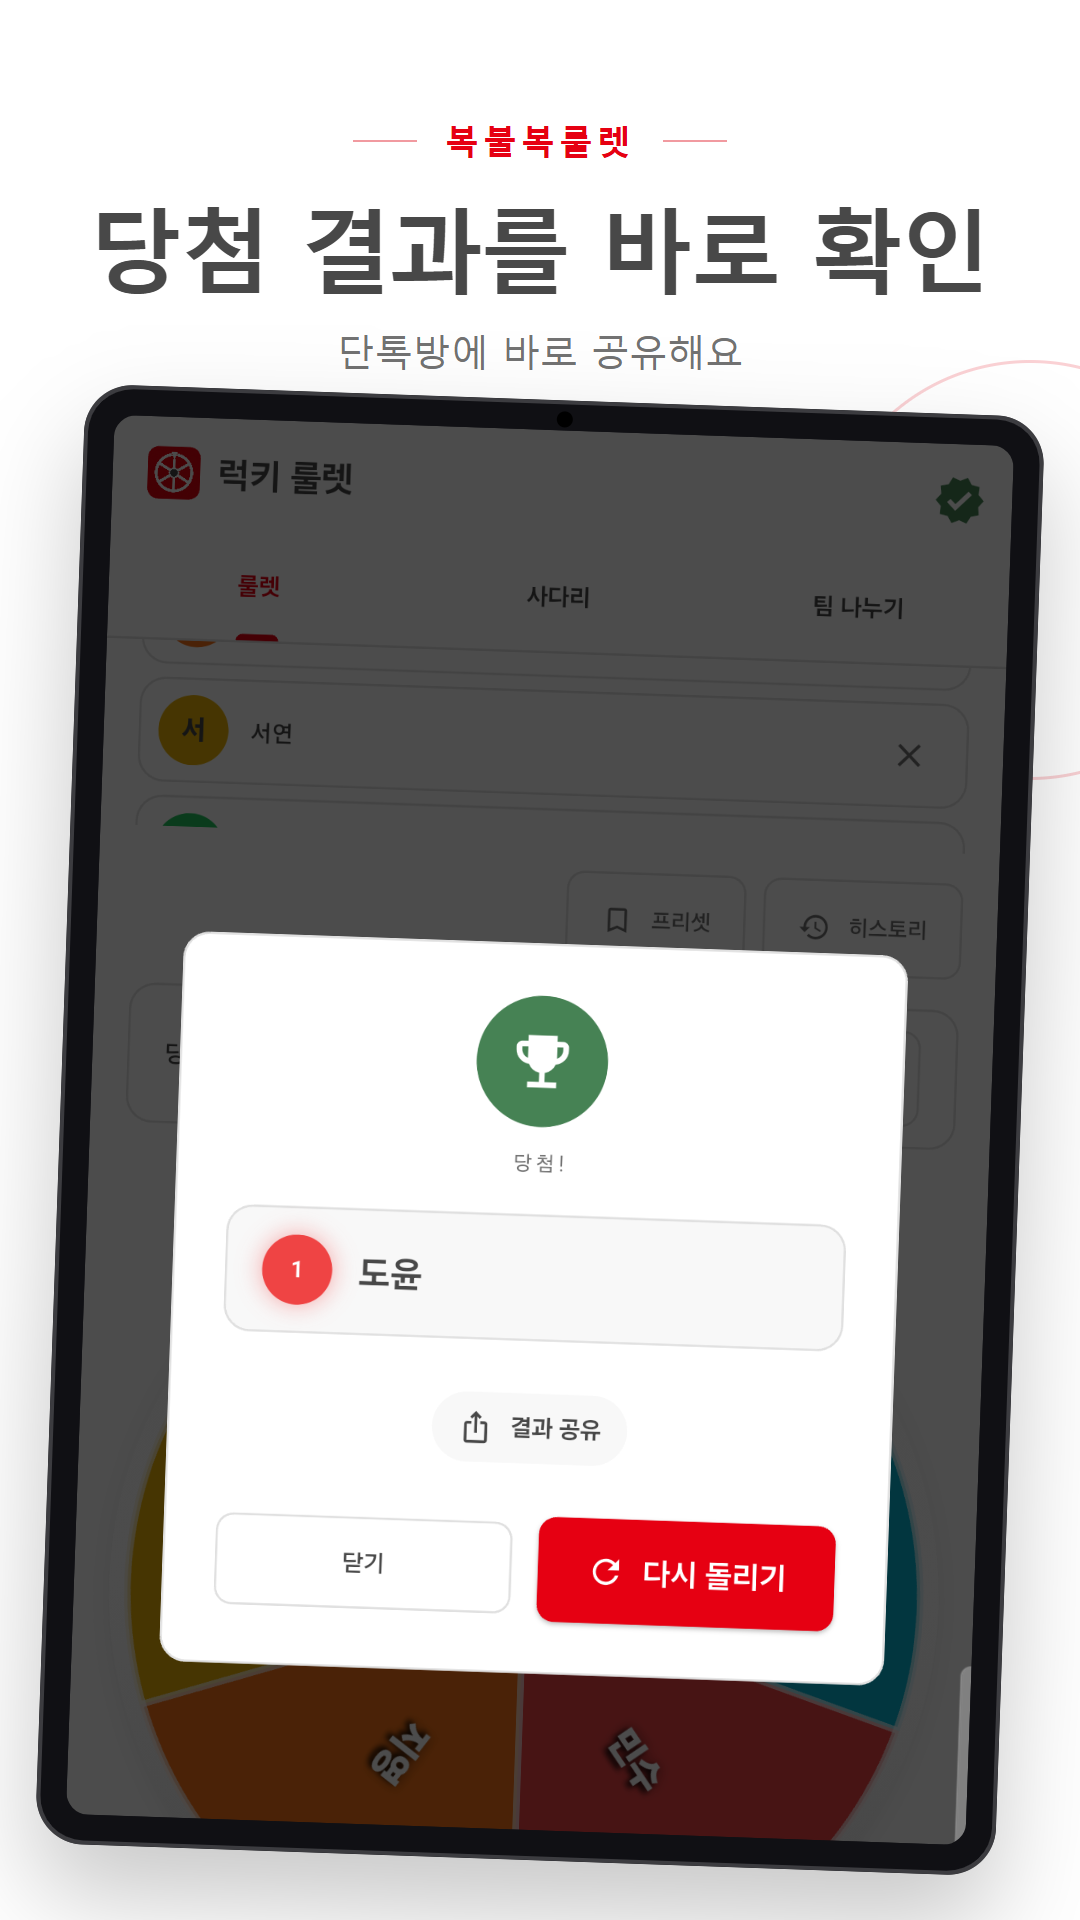 복불복룰렛
당첨 결과를 바로 확인
단톡방에 바로 공유해요
럭키 룰렛
룰렛
사다리
팀 나누기
서
서연
프리셋
히스토리
당첨!
1
도윤
결과 공유
닫기
다시 돌리기
지영
민수